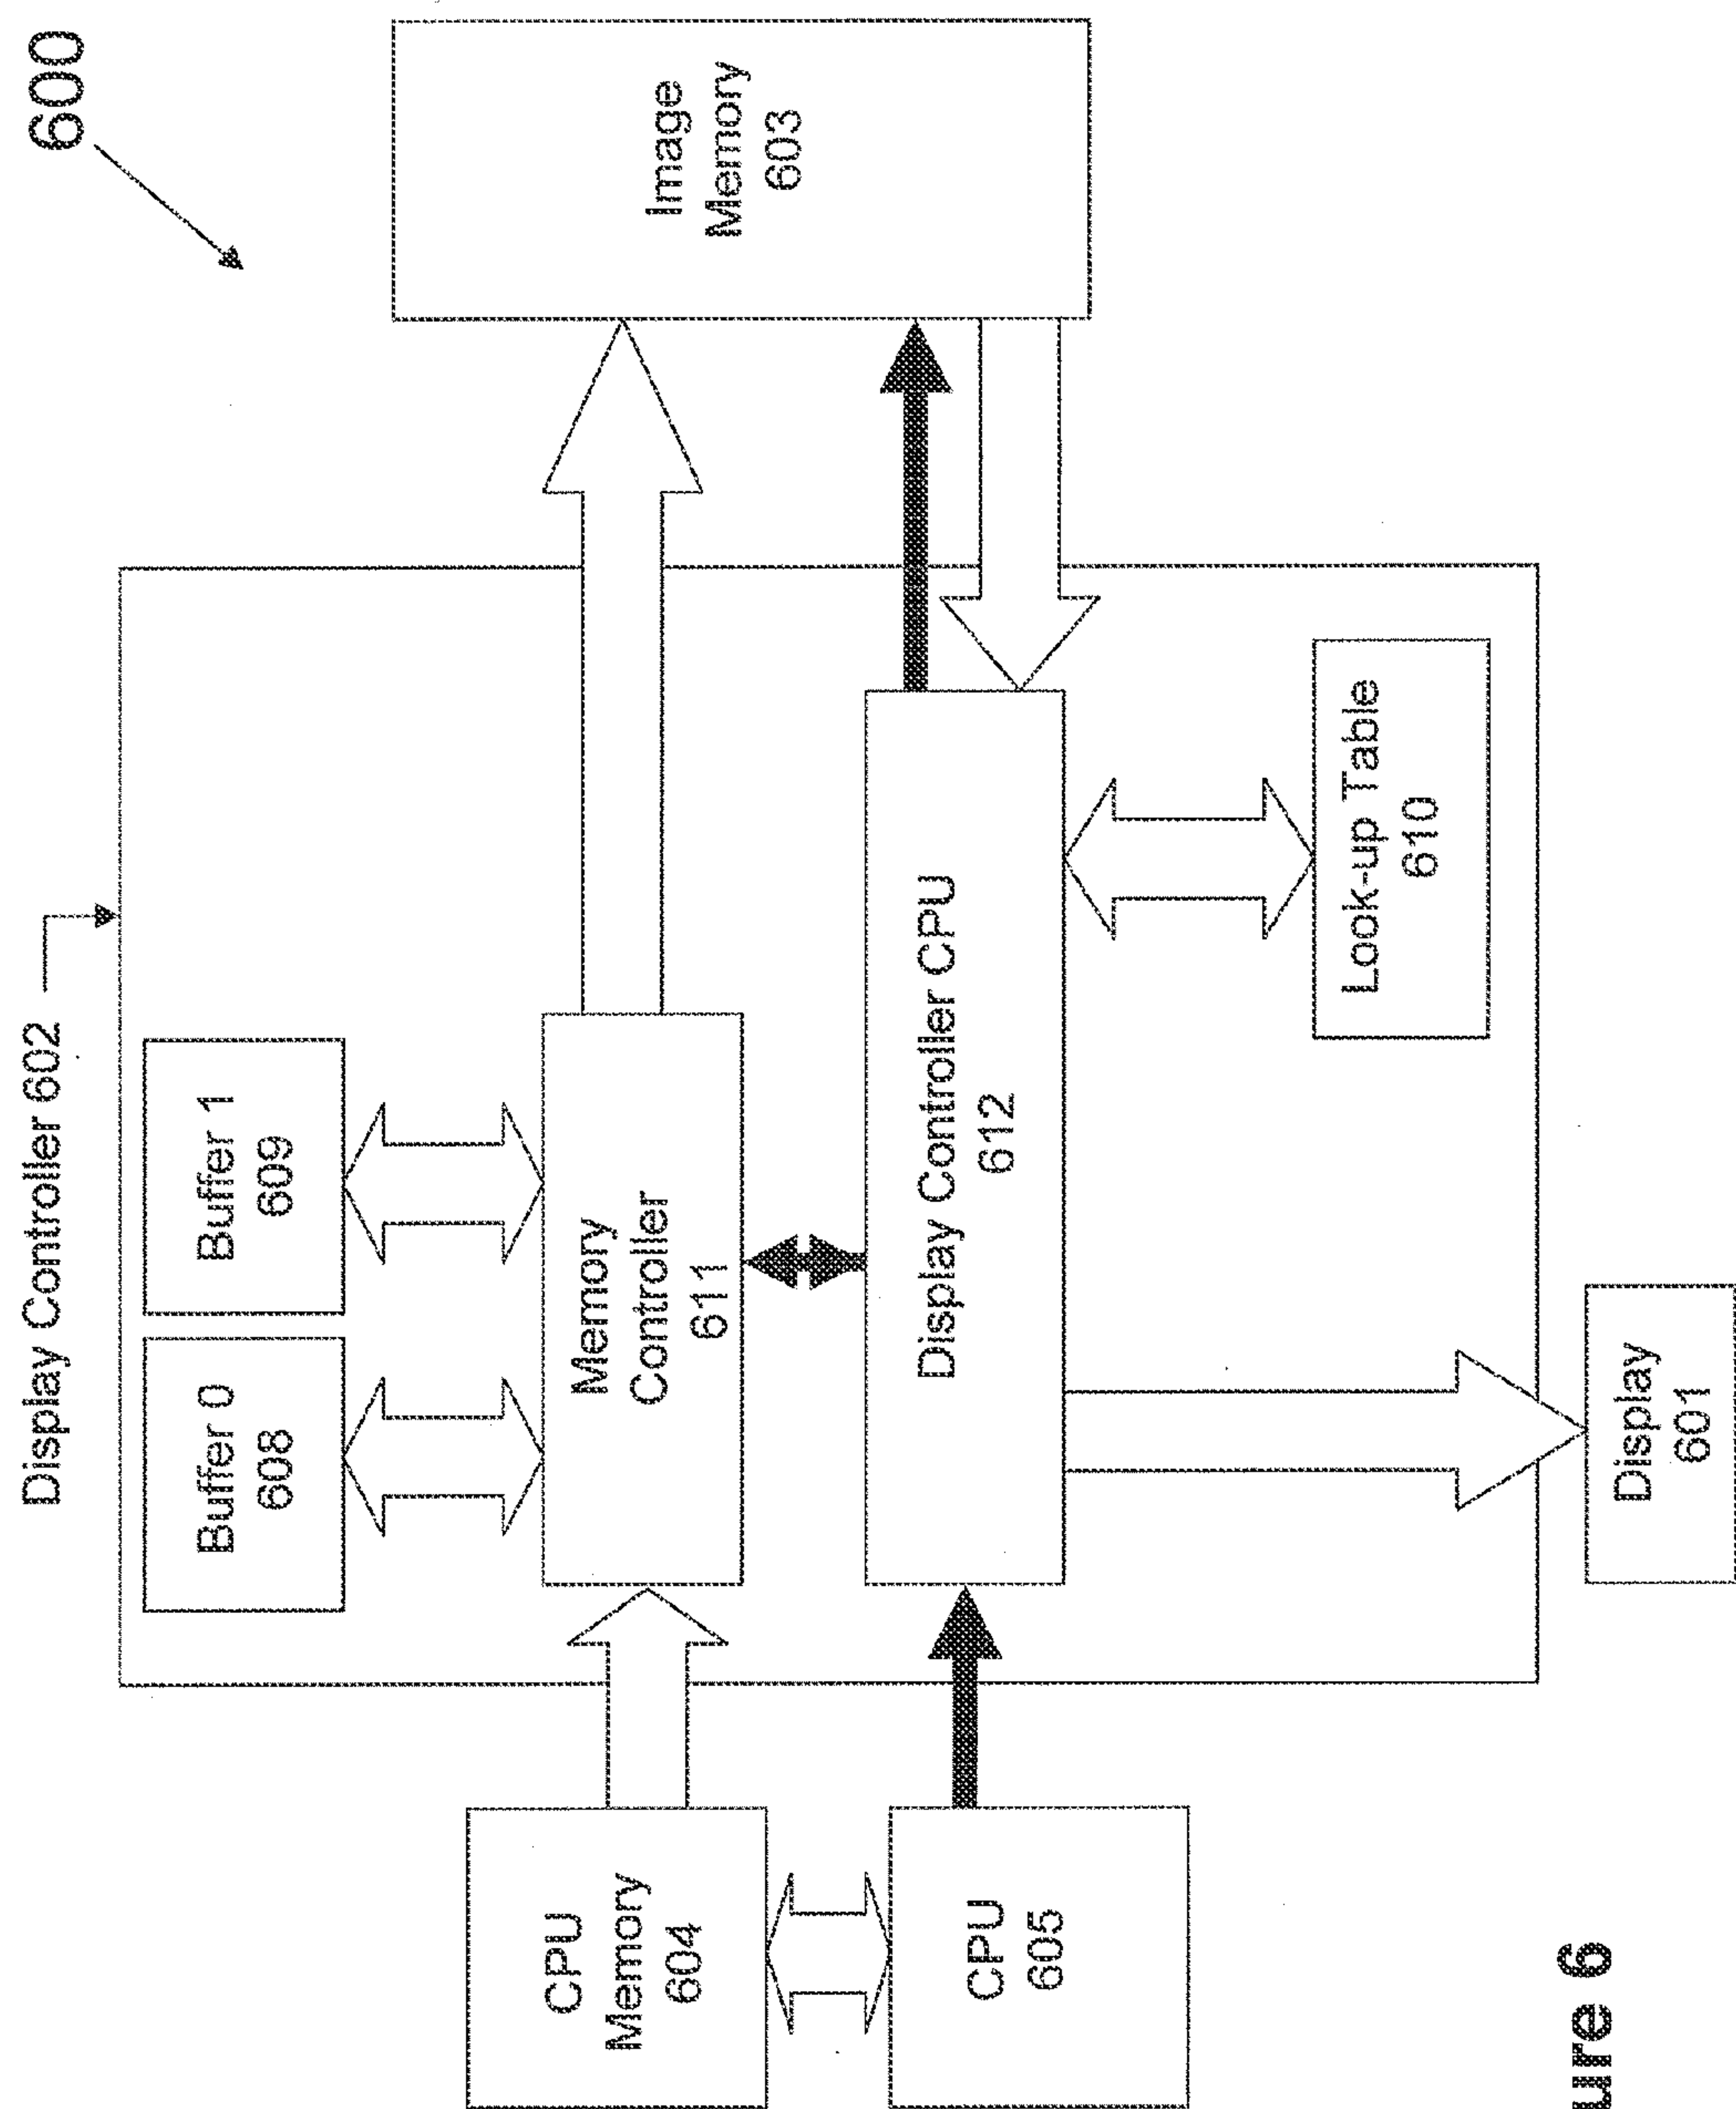 600
Display Controller 602
Buffer 0
608
Buffer 1
609
CPU
Memory
604
Memory
Controller
611
Image
Memory
603
CPU
605
Display Controller CPU
612
Look-up Table
610
Display
601
ure 6